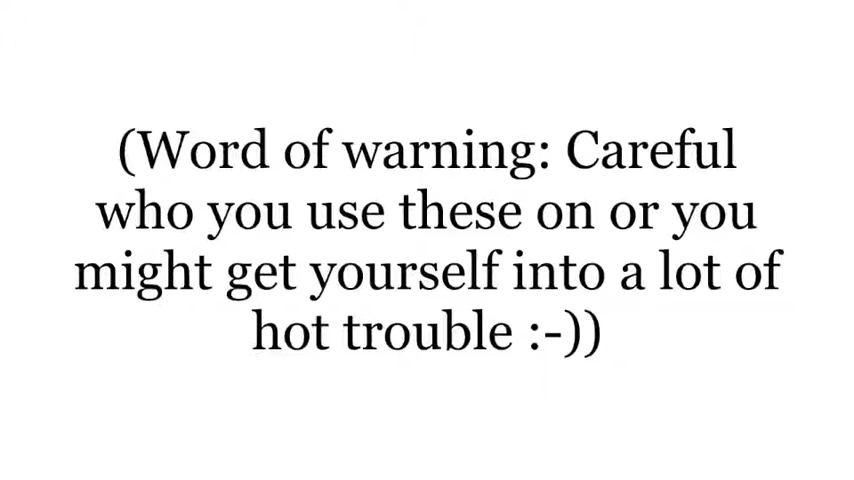 (Word of warning: Careful
who you use these on or you
might get yourself into a lot of
hot trouble :-))